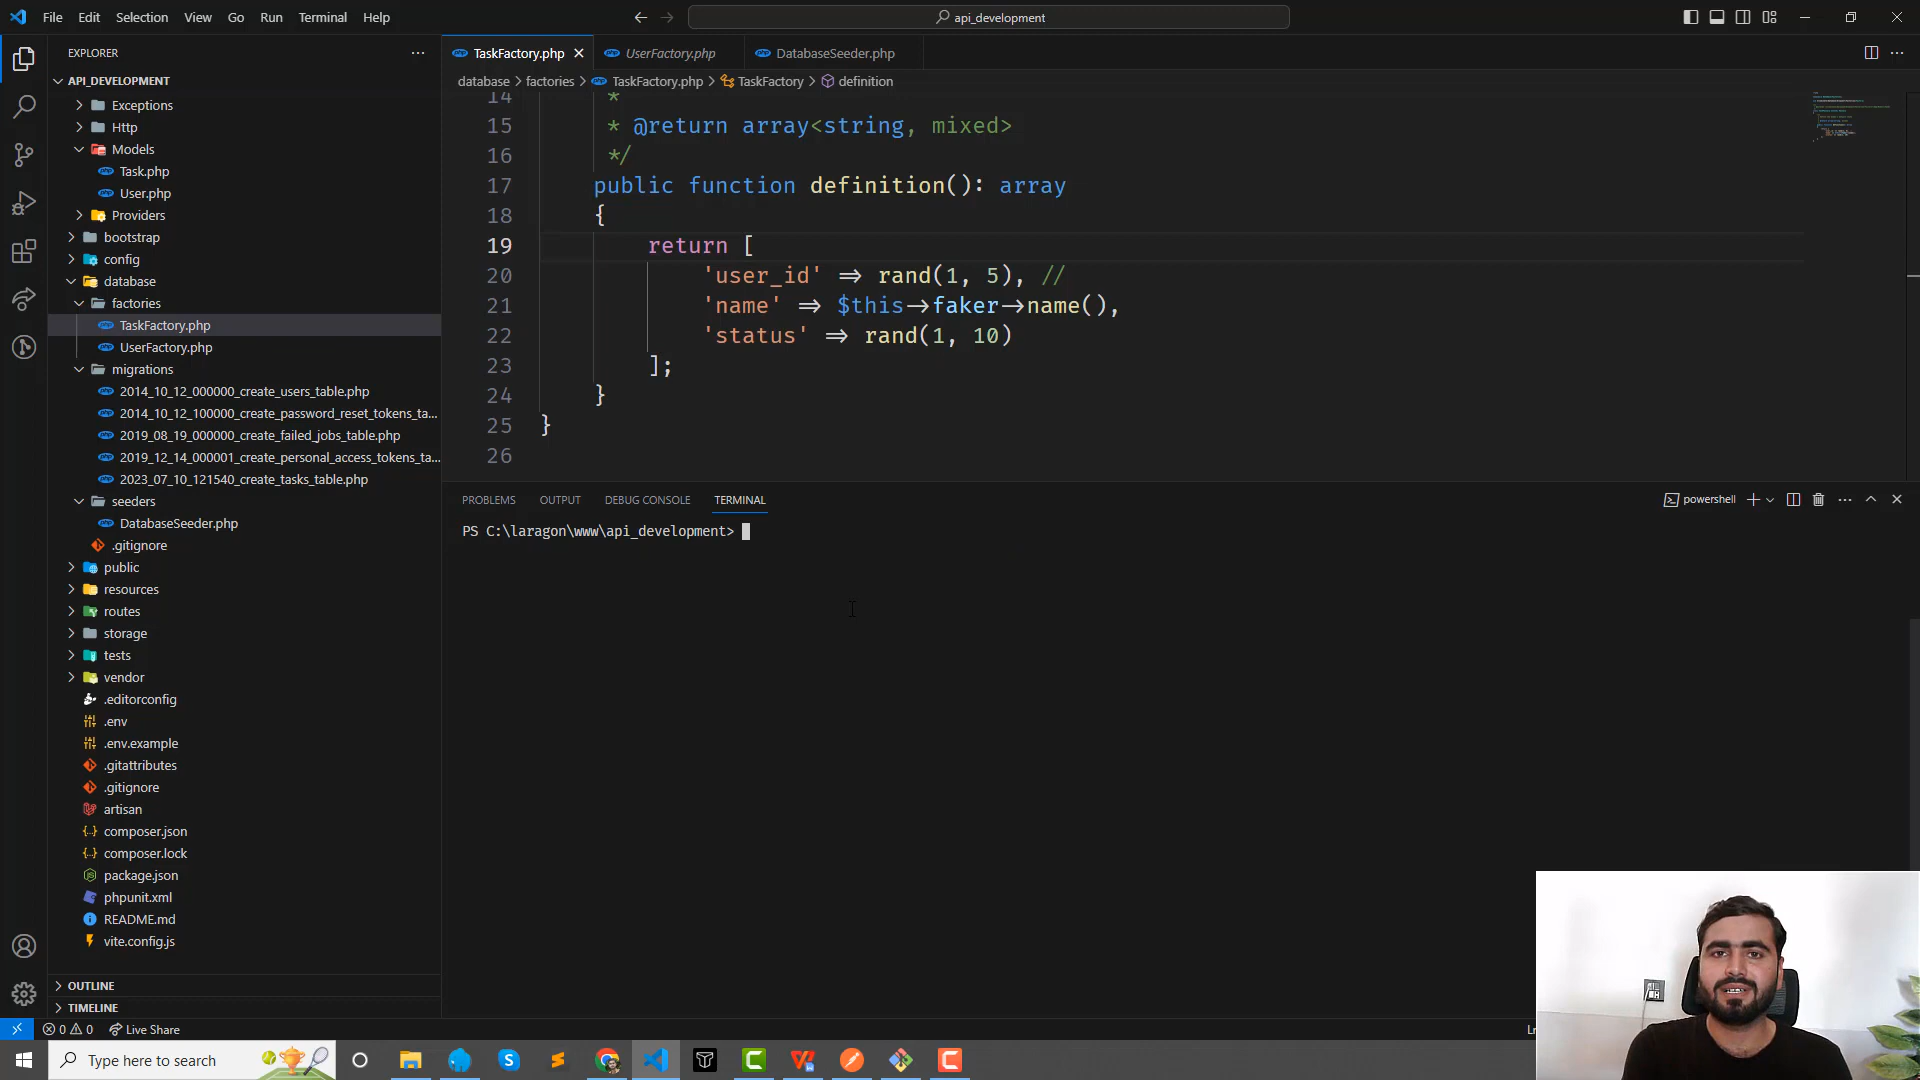 File Edit Selection View Go Run Terminal Help
api_development
EXPLORER
API_DEVELOPMENT
Exceptions
Http
Models
Task.php
User.php
Providers
bootstrap
config
database
factories
TaskFactory.php
UserFactory.php
migrations
2014_10_12_000000_create_users_table.php
2014_10_12_100000_create_password_reset_tokens_ta...
2019_08_19_000000_create_failed_jobs_table.php
2019_12_14_000001_create_personal_access_tokens_ta...
2023_07_10_121540_create_tasks_table.php
seeders
DatabaseSeeder.php
.gitignore
public
resources
routes
storage
tests
vendor
.editorconfig
.env
.env.example
.gitattributes
.gitignore
artisan
composer.json
composer.lock
package.json
phpunit.xml
README.md
vite.config.js
OUTLINE
TIMELINE
TaskFactory.php UserFactory.php DatabaseSeeder.php
database > factories > TaskFactory.php > TaskFactory > definition
14 *
15 * @return array<string, mixed>
16 */
17 public function definition(): array
18 {
19 return [
20 'user_id' => rand(1, 5), //
21 'name' => $this->faker->name(),
22 'status' => rand(1, 10)
23 ];
24 }
25 }
26
PROBLEMS OUTPUT DEBUG CONSOLE TERMINAL
powershell
PS C:\laragon\www\api_development>
0 0 Live Share
Ln
Type here to search